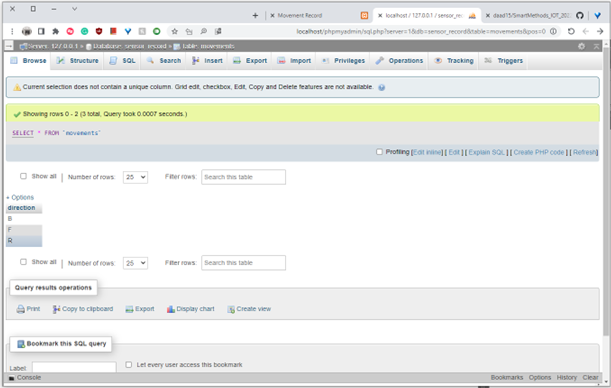 Movement Record
localhost / 127.0.0.1 / sensor_rec
daad15/SmartMethods_IOT_202
localhost/phpmyadmin/sql.php?server=1&db=sensor_record&table=movements&pos=0
Server: 127.0.0.1 » Database: sensor_record » Table: movements
Browse Structure SQL Search Insert Export Import Privileges Operations Tracking Triggers
Current selection does not contain a unique column. Grid edit, checkbox, Edit, Copy and Delete features are not available.
Showing rows 0 - 2 (3 total, Query took 0.0007 seconds.)
SELECT * FROM `movements`
Profiling [Edit inline] [ Edit ] [ Explain SQL ] [ Create PHP code ] [ Refresh]
Show all | Number of rows: 25 Filter rows: Search this table
+ Options
direction
B
F
R
Show all | Number of rows: 25 Filter rows: Search this table
Query results operations
Print Copy to clipboard Export Display chart Create view
Bookmark this SQL query
Label: Let every user access this bookmark
Console Bookmarks Options History Clear